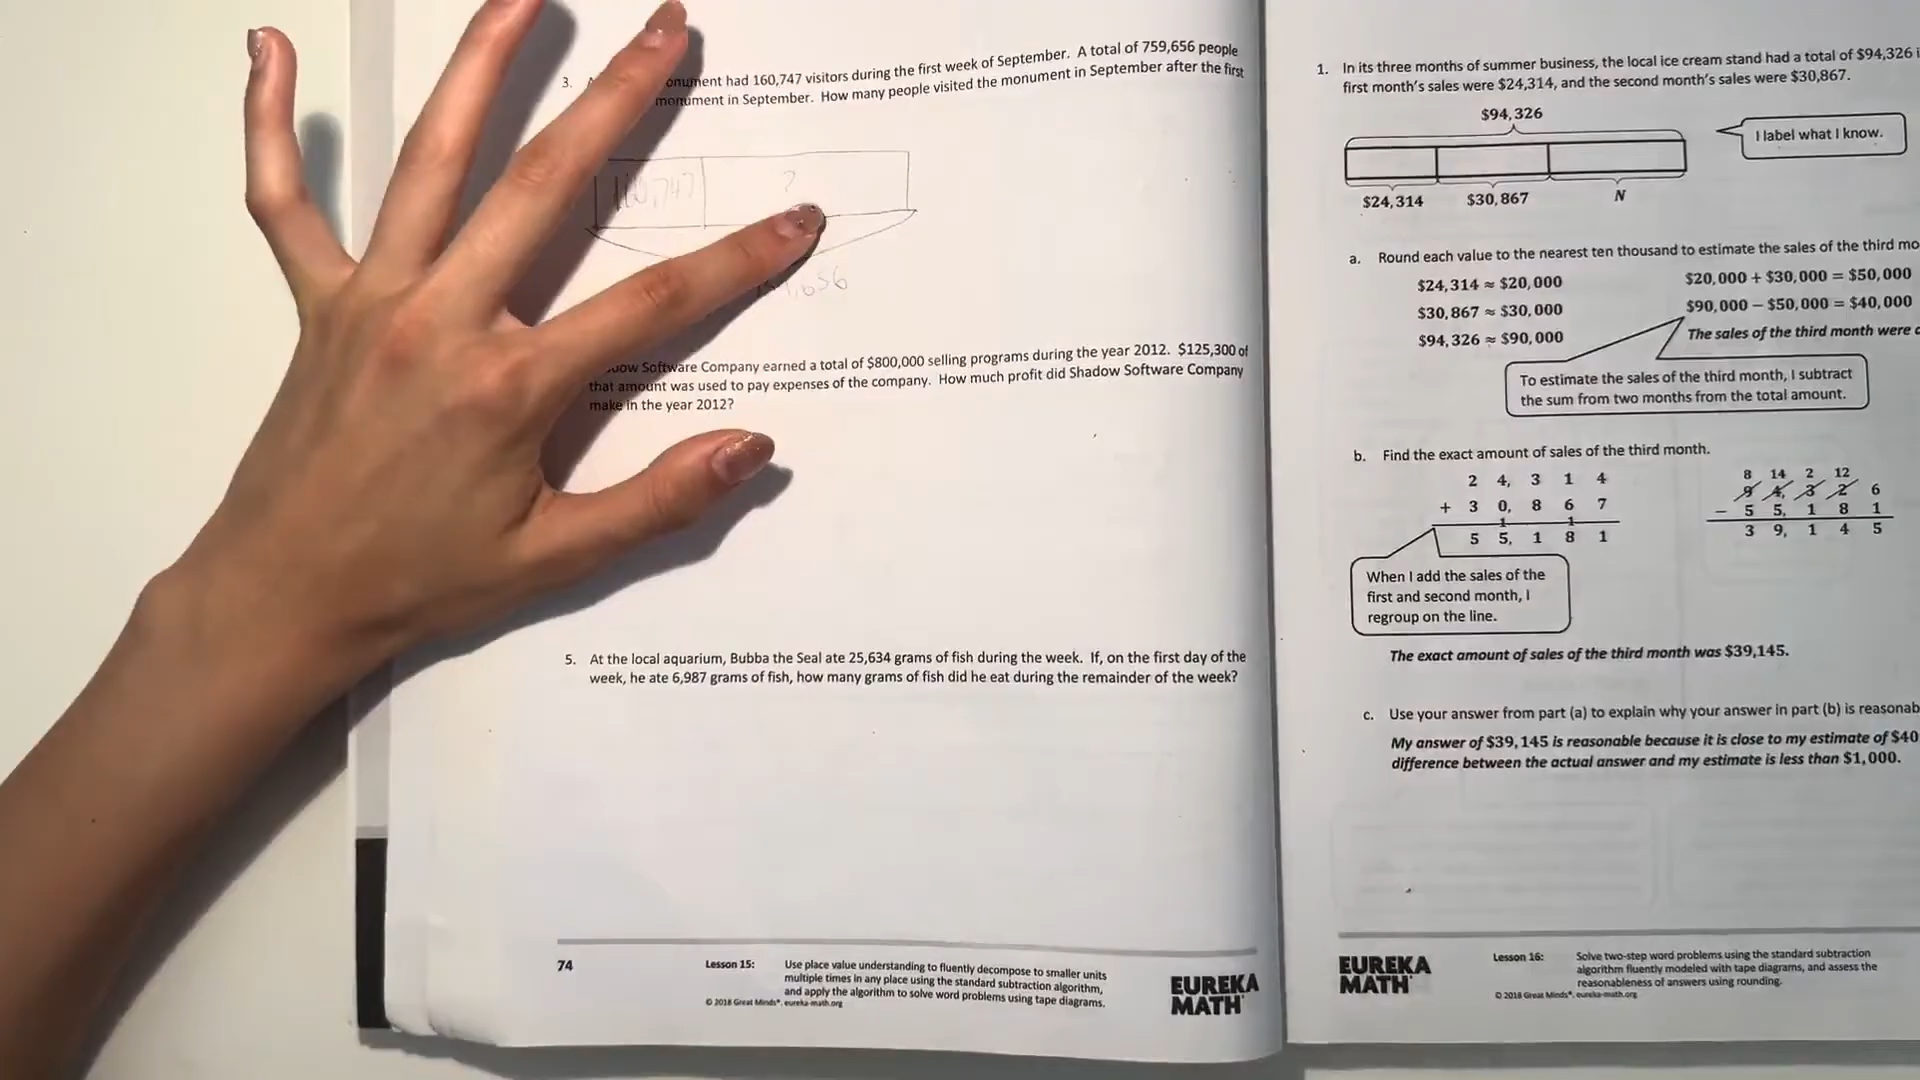 3.
onument had 160,747 visitors during the first week of September. A total of 759,656 people
monument in September. How many people visited the monument in September after the first
160,747
?
,656
Software Company earned a total of $800,000 selling programs during the year 2012. $125,300 of
that amount was used to pay expenses of the company. How much profit did Shadow Software Company
make in the year 2012?
5. At the local aquarium, Bubba the Seal ate 25,634 grams of fish during the week. If, on the first day of the
week, he ate 6,987 grams of fish, how many grams of fish did he eat during the remainder of the week?
74
Lesson 15: Use place value understanding to fluently decompose to smaller units
multiple times in any place using the standard subtraction algorithm,
and apply the algorithm to solve word problems using tape diagrams.
© 2018 Great Minds®. eureka-math.org
EUREKA
MATH
1. In its three months of summer business, the local ice cream stand had a total of $94,326 i
first month's sales were $24,314, and the second month's sales were $30,867.
$94,326
I label what I know.
$24,314 $30,867 N
a. Round each value to the nearest ten thousand to estimate the sales of the third mo
$24,314 ≈ $20,000
$30,867 ≈ $30,000
$94,326 ≈ $90,000
$20,000 + $30,000 = $50,000
$90,000 − $50,000 = $40,000
The sales of the third month were
To estimate the sales of the third month, I subtract
the sum from two months from the total amount.
b. Find the exact amount of sales of the third month.
2 4, 3 1 4
+ 3 0, 8 6 7
1 1
5 5, 1 8 1
8 14 2 12
9 4, 3 2 6
− 5 5, 1 8 1
3 9, 1 4 5
When I add the sales of the
first and second month, I
regroup on the line.
The exact amount of sales of the third month was $39,145.
c. Use your answer from part (a) to explain why your answer in part (b) is reasonab
My answer of $39,145 is reasonable because it is close to my estimate of $40
difference between the actual answer and my estimate is less than $1,000.
EUREKA
MATH
Lesson 16: Solve two-step word problems using the standard subtraction
algorithm fluently modeled with tape diagrams, and assess the
reasonableness of answers using rounding.
© 2018 Great Minds®. eureka-math.org